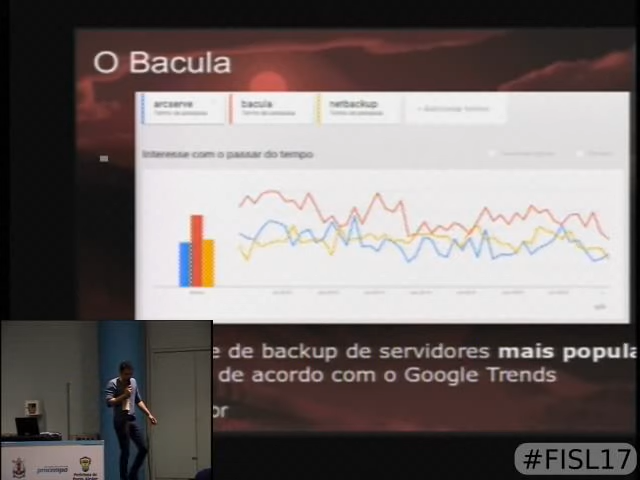 O Bacula
arcserve
bacula
netbackup
Interesse com o passar do tempo
e de backup de servidores mais popula
de acordo com o Google Trends
or
procempa
#FISL17